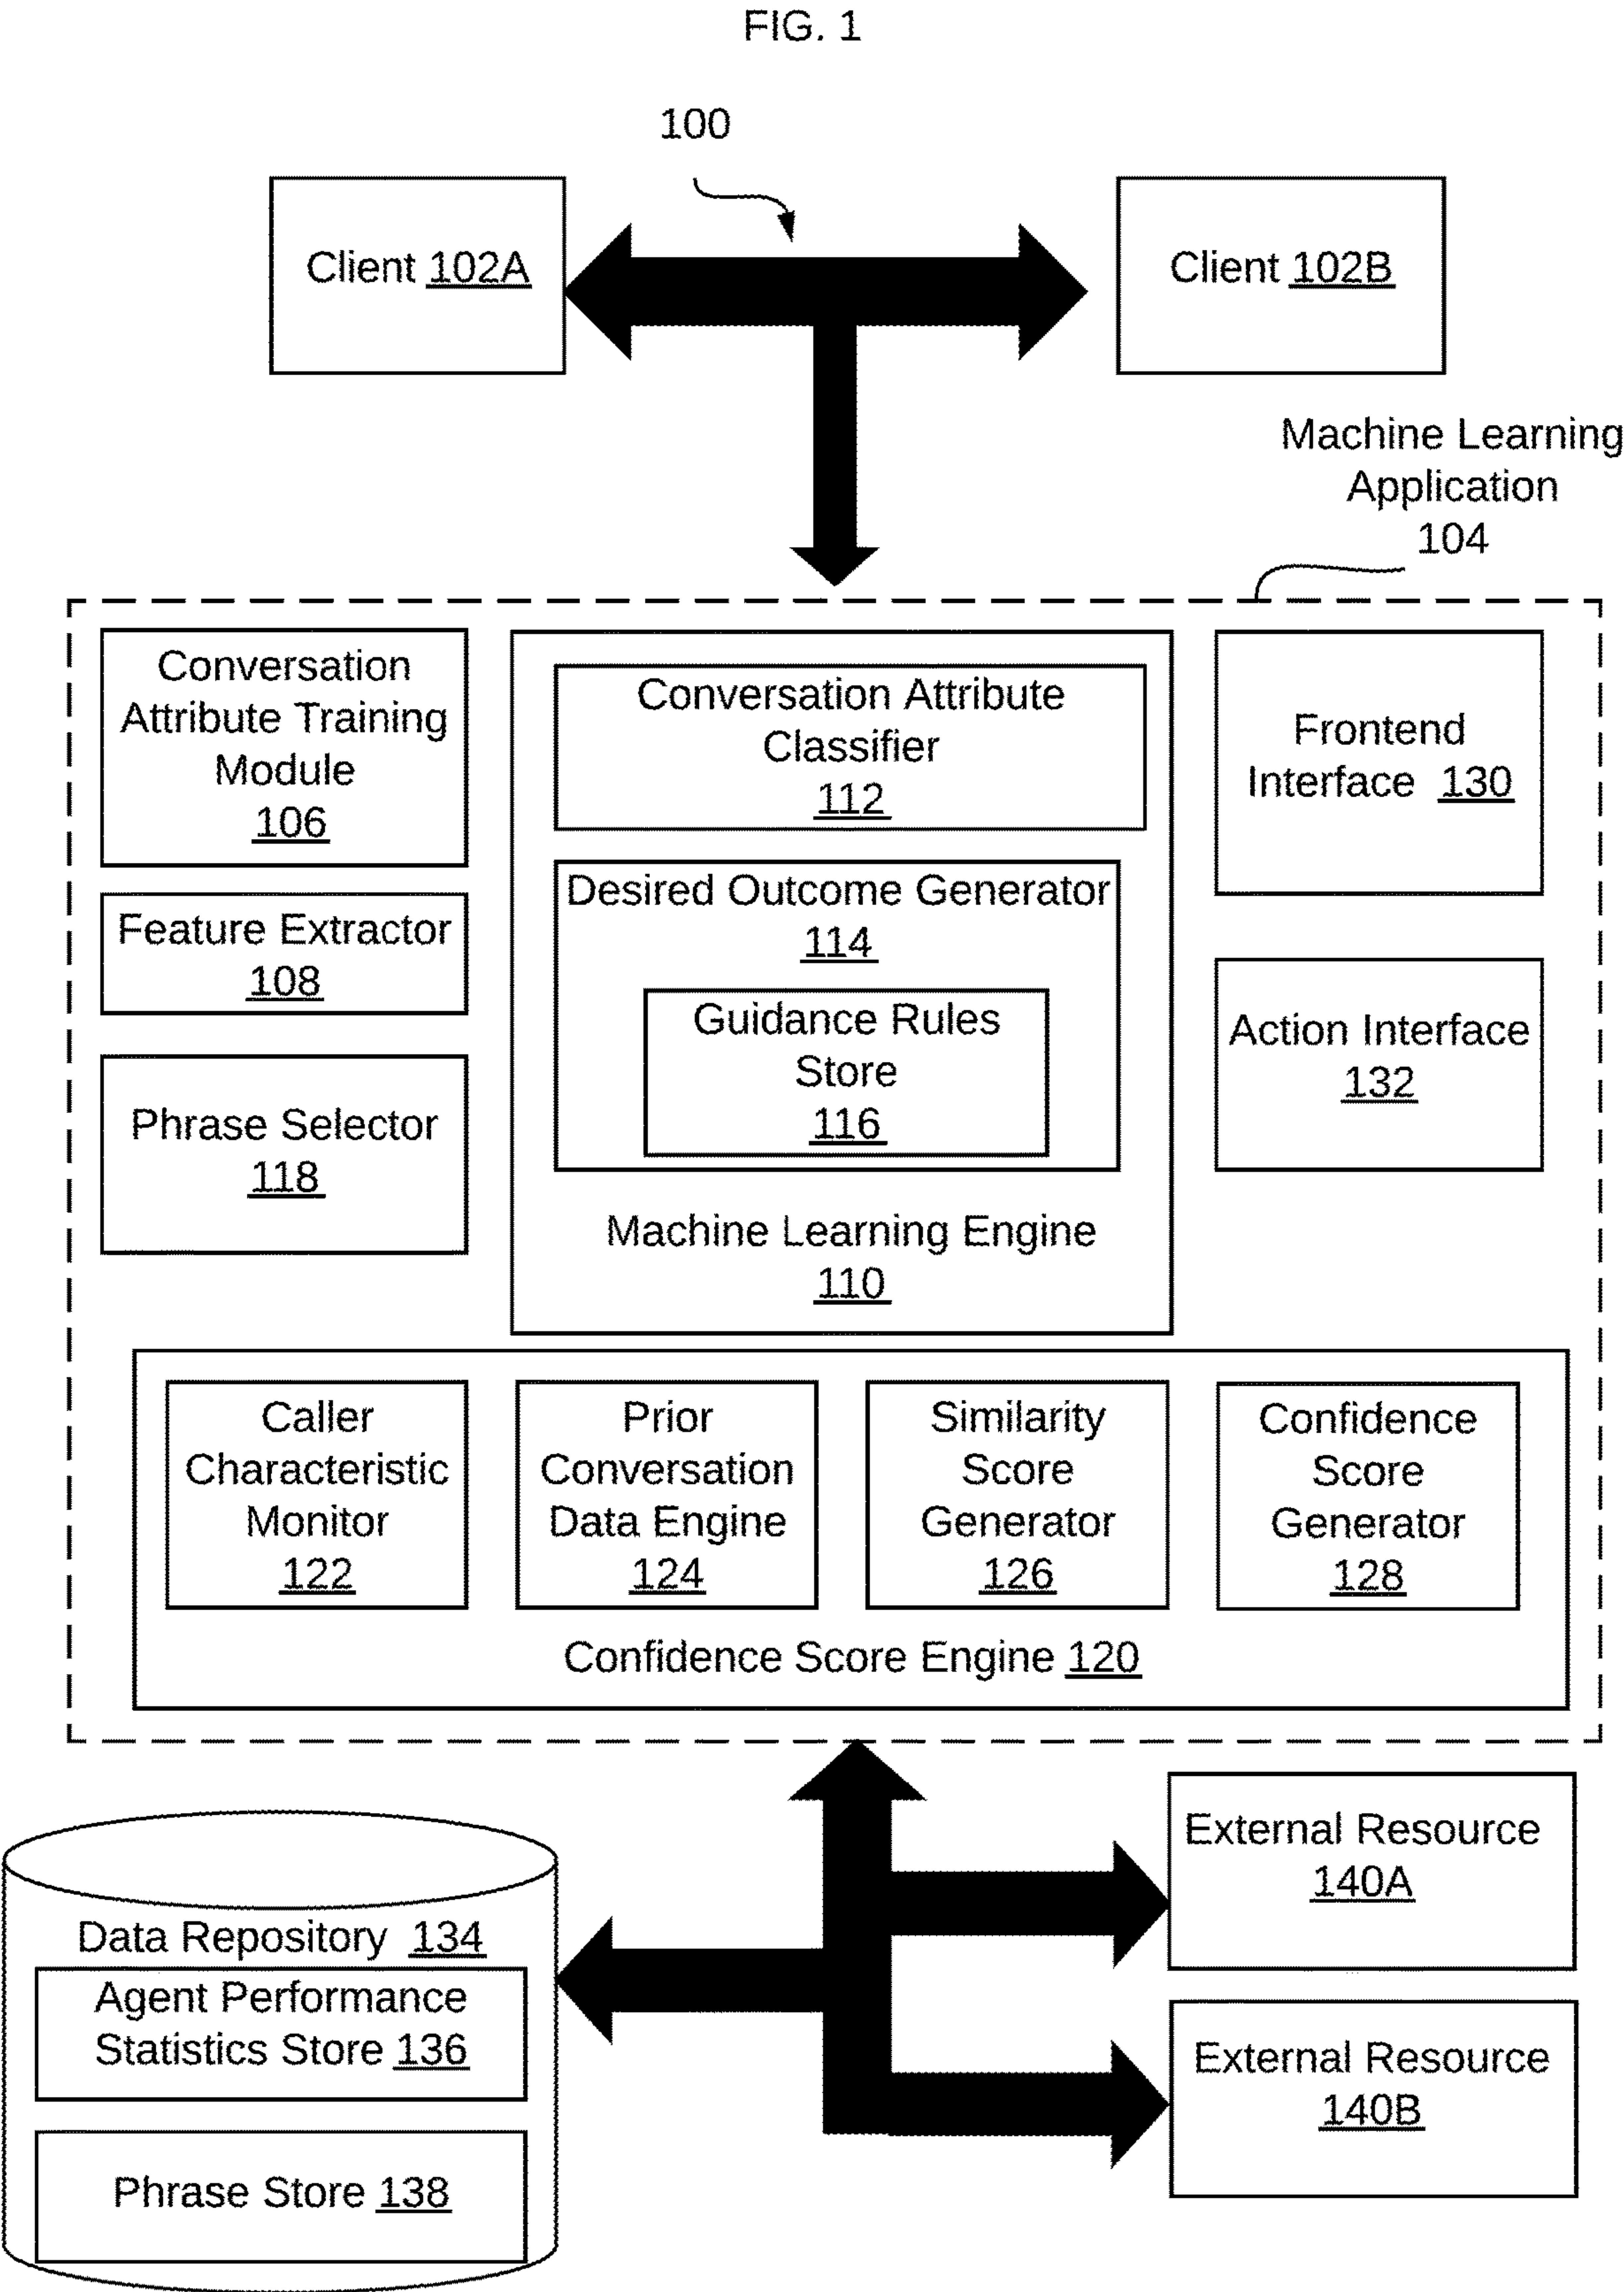 FIG. 1
100
Client 102A
Client 102B
Machine Learning
Application
104
Conversation
Attribute Training
Module
106
Feature Extractor
108
Phrase Selector
118
Conversation Attribute
Classifier
112
Desired Outcome Generator
114
Guidance Rules
Store
116
Machine Learning Engine
110
Frontend
Interface 130
Action Interface
132
Caller
Characteristic
Monitor
122
Prior
Conversation
Data Engine
124
Similarity
Score
Generator
126
Confidence
Score
Generator
128
Confidence Score Engine 120
Data Repository 134
Agent Performance
Statistics Store 136
Phrase Store 138
External Resource
140A
External Resource
140B